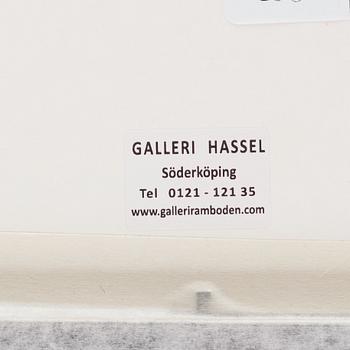 GALLERI HASSEL
Söderköping
Tel 0121 - 121 35
www.galleriramboden.com